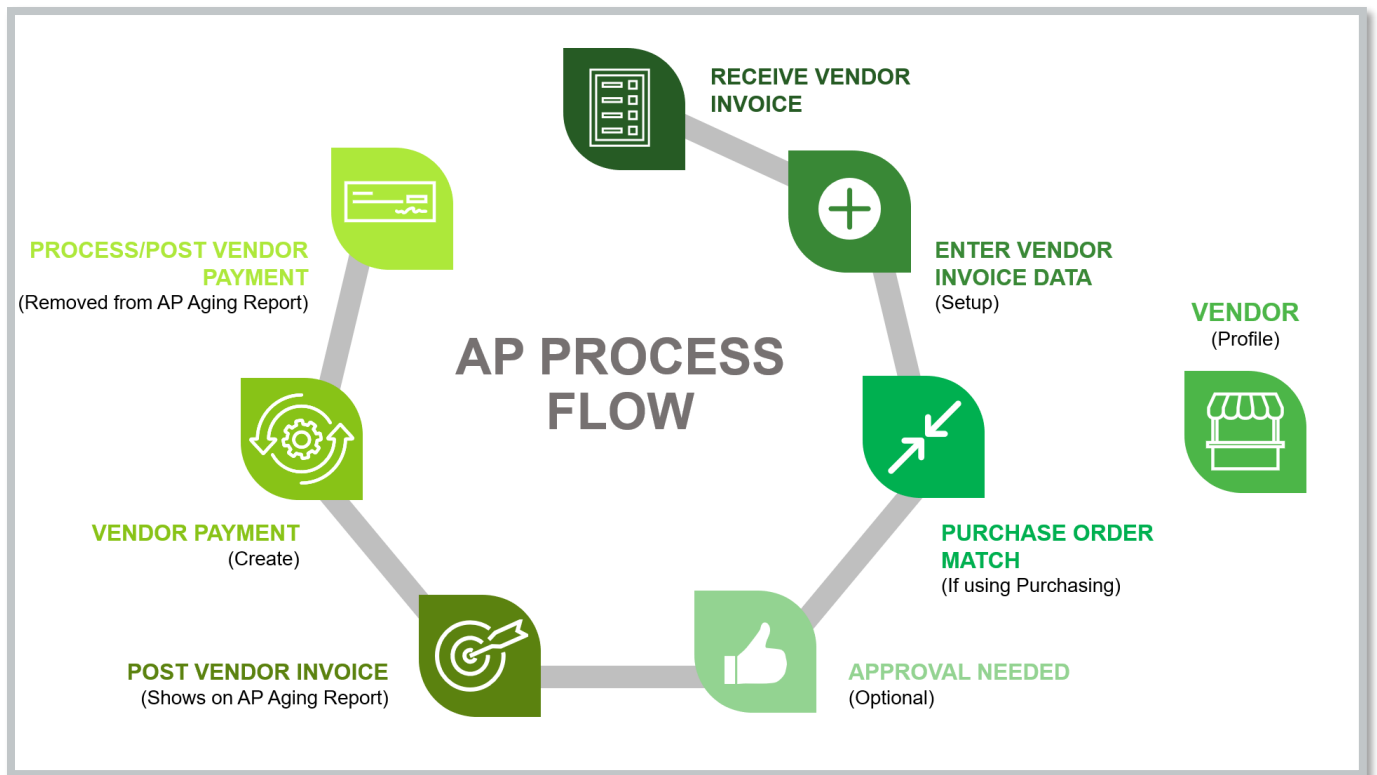 RECEIVE VENDOR
INVOICE
ENTER VENDOR
INVOICE DATA
(Setup)
VENDOR
(Profile)
PURCHASE ORDER
MATCH
(If using Purchasing)
APPROVAL NEEDED
(Optional)
POST VENDOR INVOICE
(Shows on AP Aging Report)
VENDOR PAYMENT
(Create)
PROCESS/POST VENDOR
PAYMENT
(Removed from AP Aging Report)
AP PROCESS
FLOW